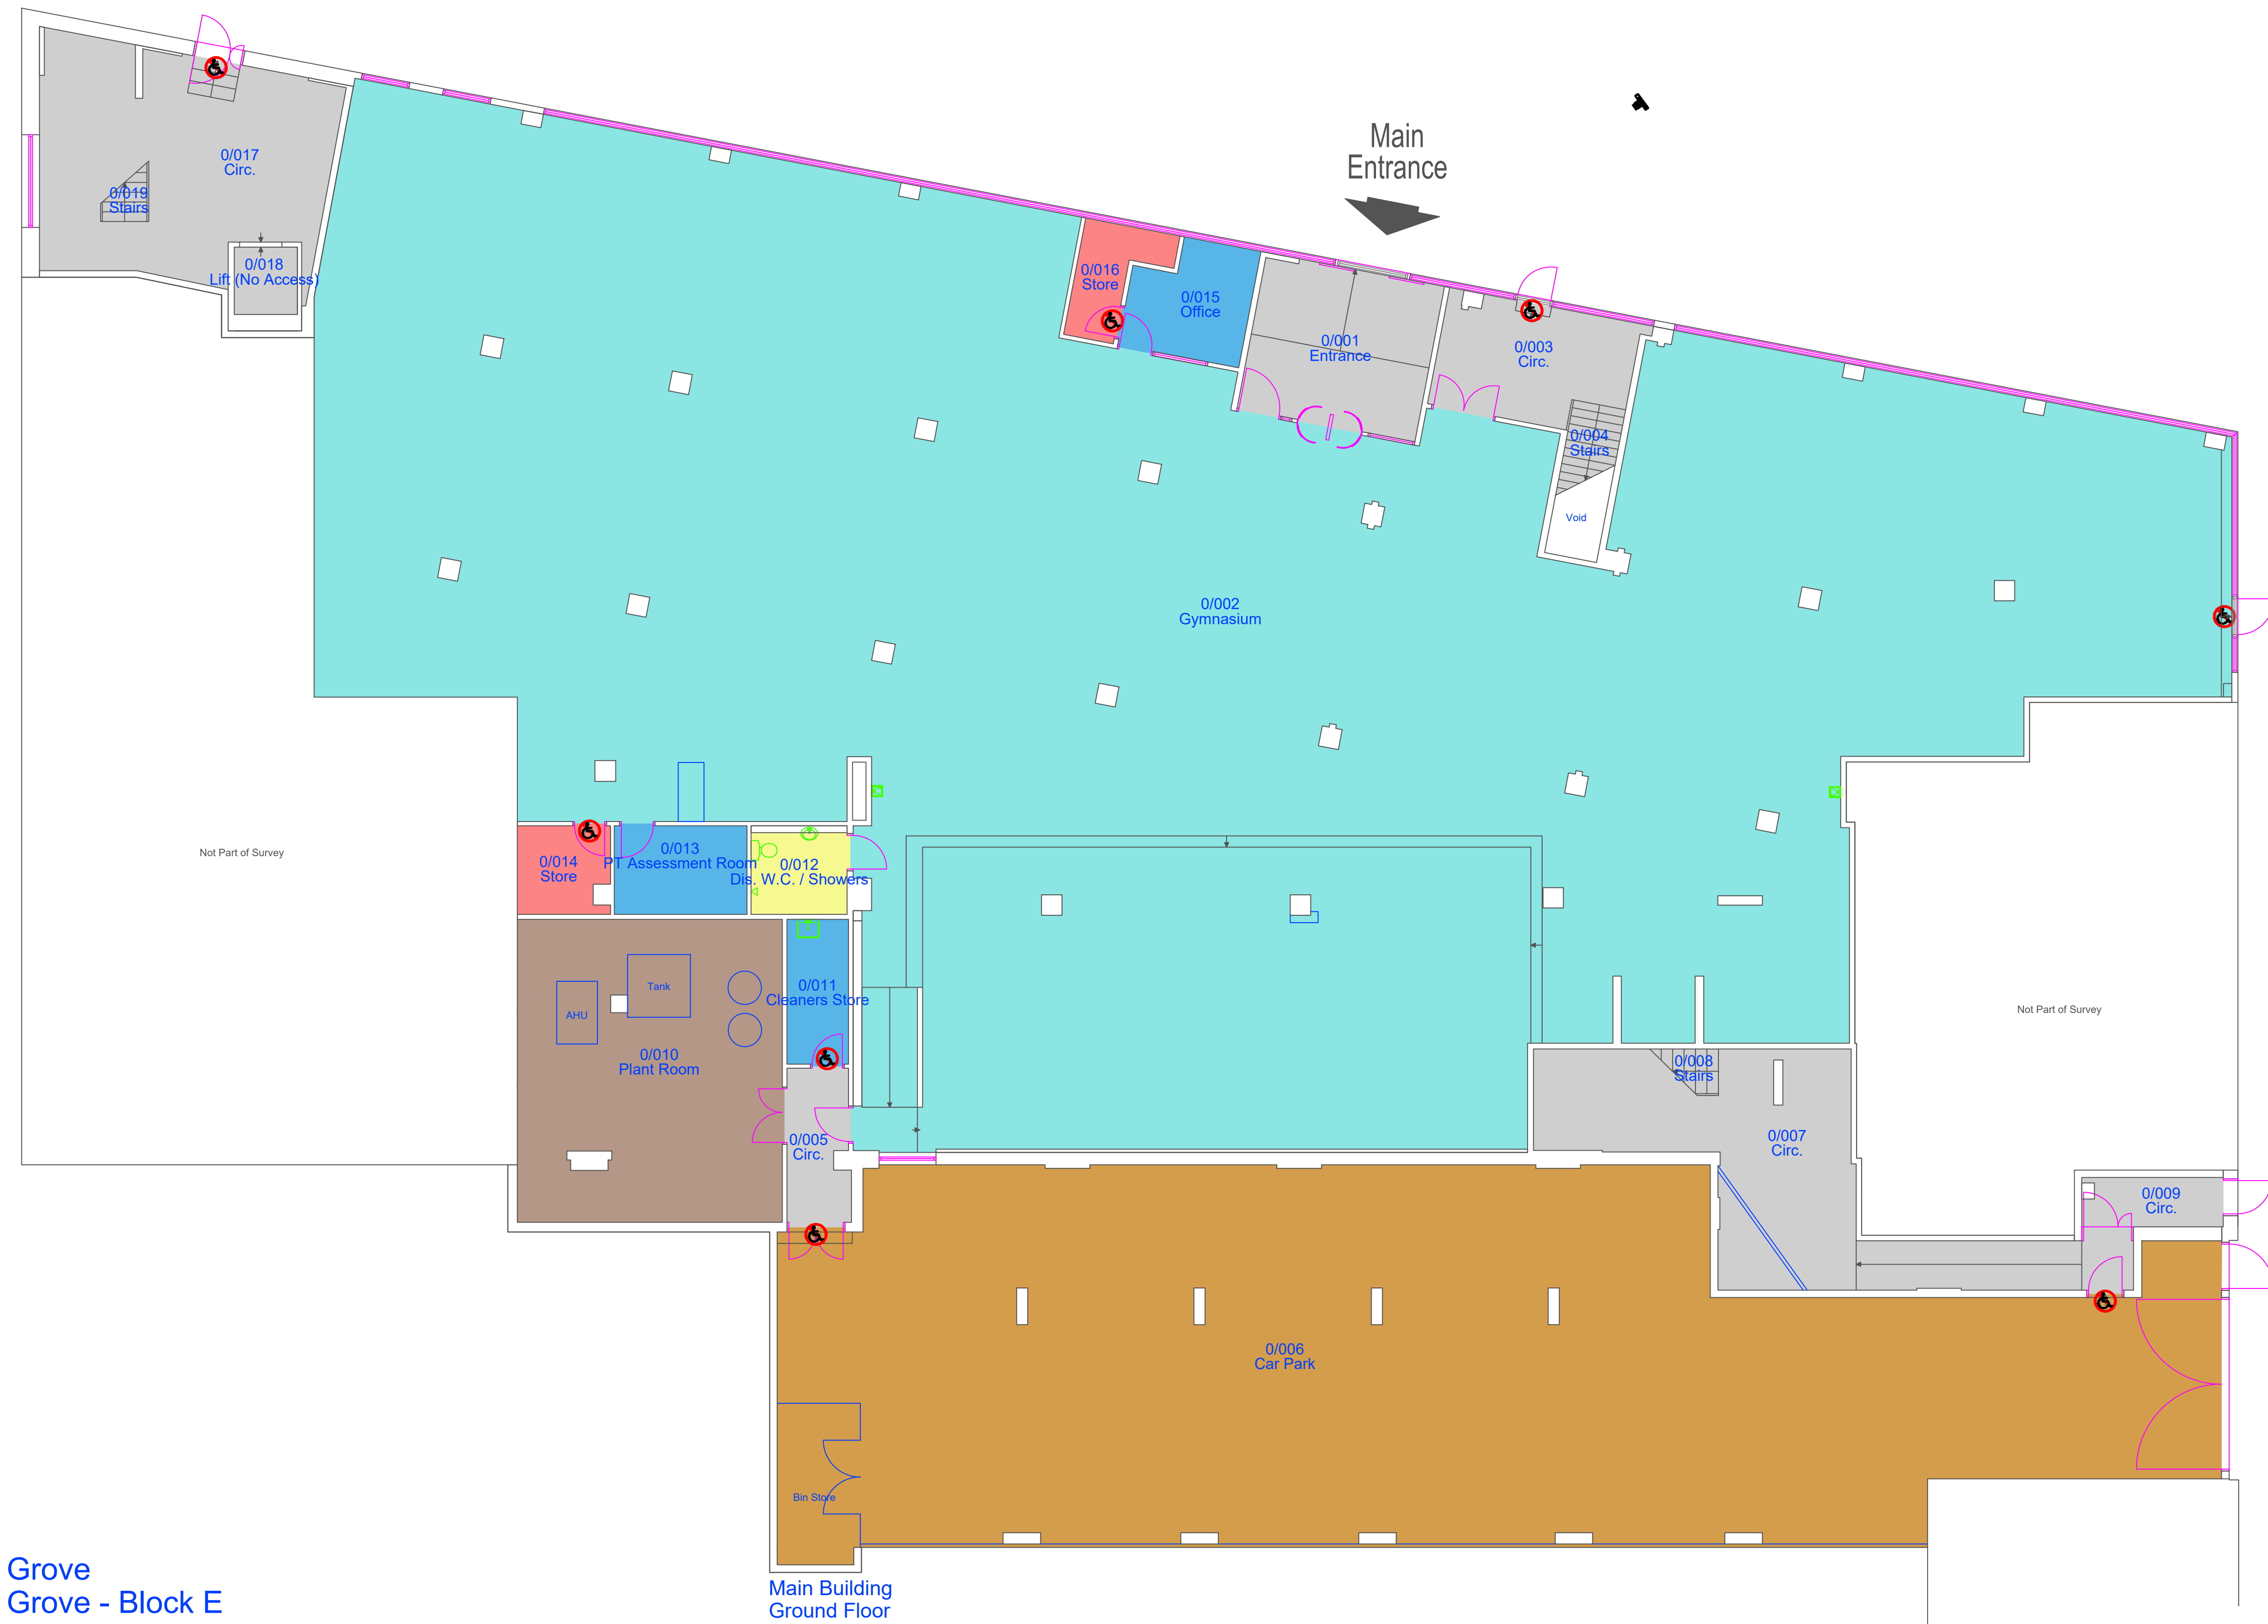 Main
Entrance
0/017
Circ.
0/019
Stairs
0/018
Lift (No Access)
0/016
Store
0/015
Office
0/001
Entrance
0/003
Circ.
0/004
Stairs
Void
0/002
Gymnasium
Not Part of Survey
0/014
Store
0/013
PT Assessment Room
0/012
Dis. W.C. / Showers
AHU
Tank
0/011
Cleaners Store
0/010
Plant Room
0/005
Circ.
0/008
Stairs
0/007
Circ.
Not Part of Survey
0/009
Circ.
0/006
Car Park
Bin Store
Grove
Grove - Block E
Main Building
Ground Floor